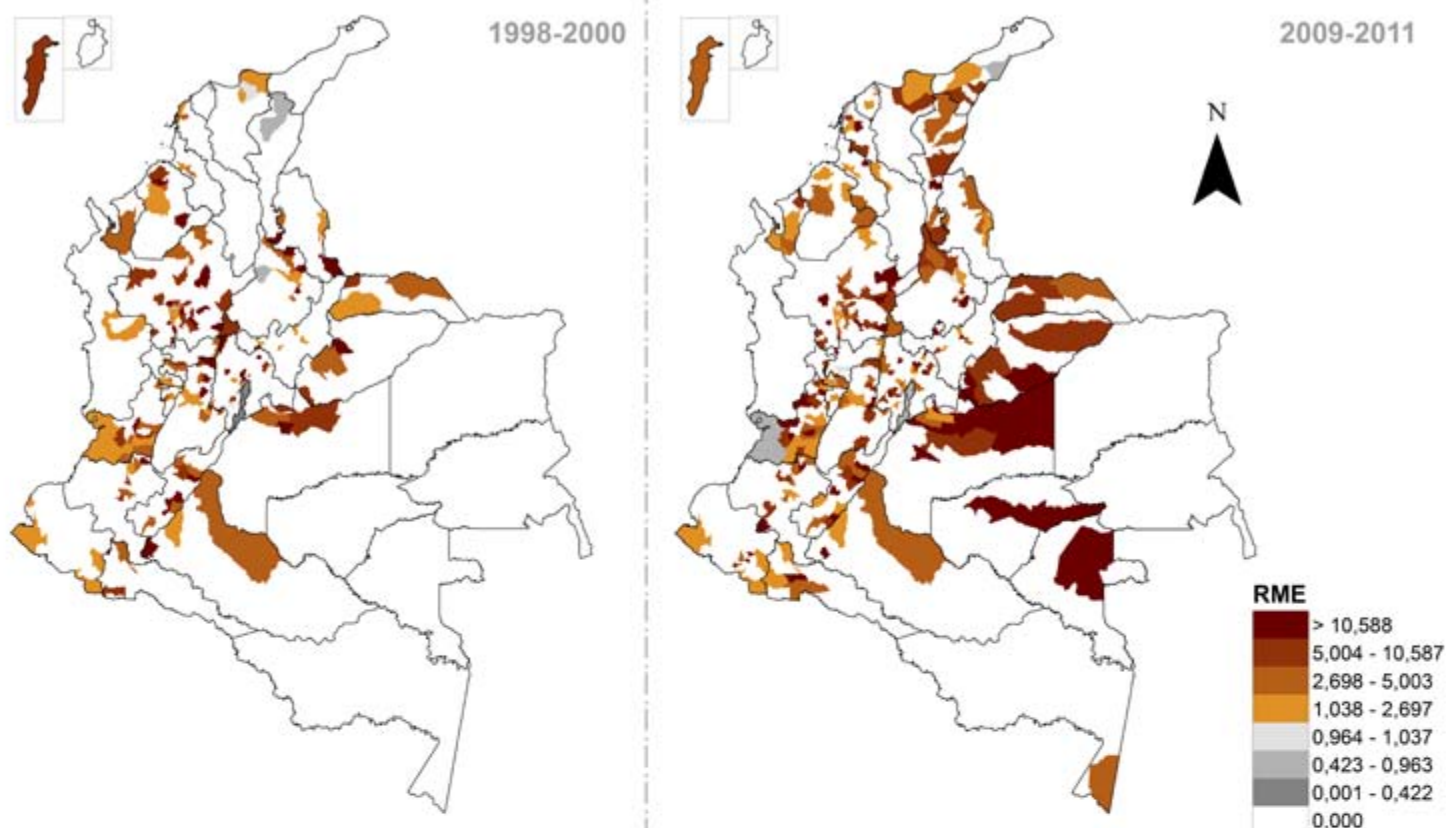 1998-2000
2009-2011
N
RME
> 10,588
5,004 - 10,587
2,698 - 5,003
1,038 - 2,697
0,964 - 1,037
0,423 - 0,963
0,001 - 0,422
0,000